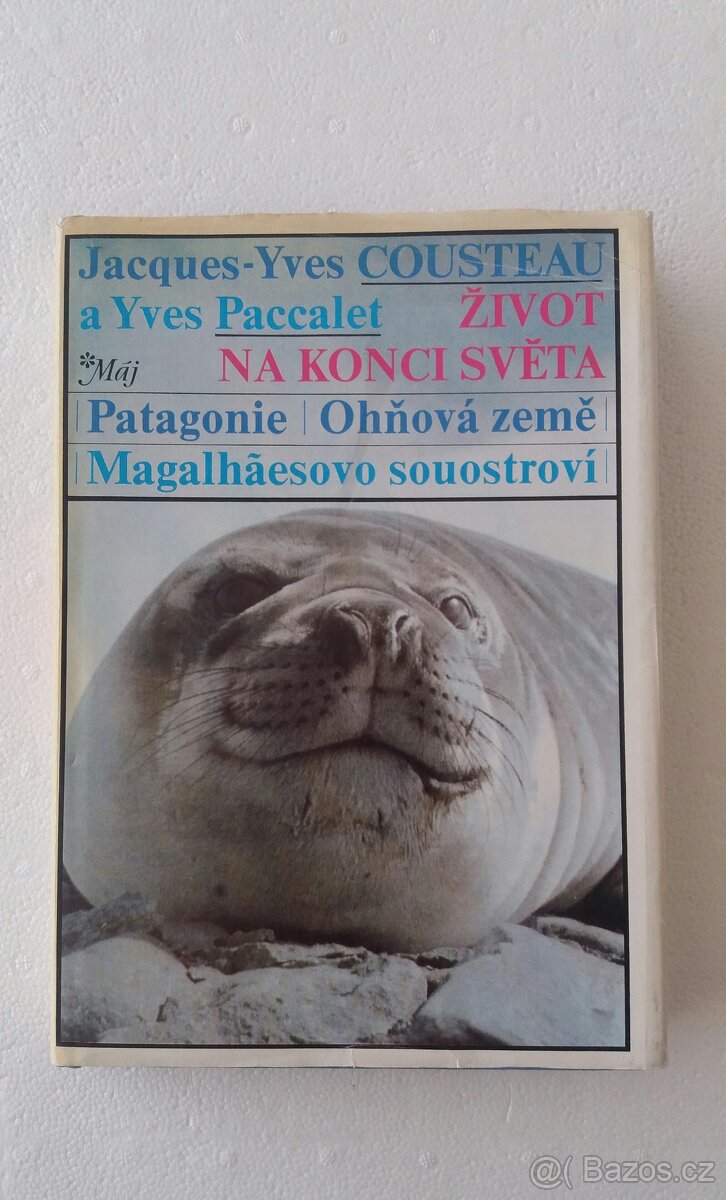 Jacques-Yves COUSTEAU
a Yves Paccalet ŽIVOT
*Máj NA KONCI SVĚTA
| Patagonie | Ohňová země |
| Magalhãesovo souostroví |
@( Bazos.cz